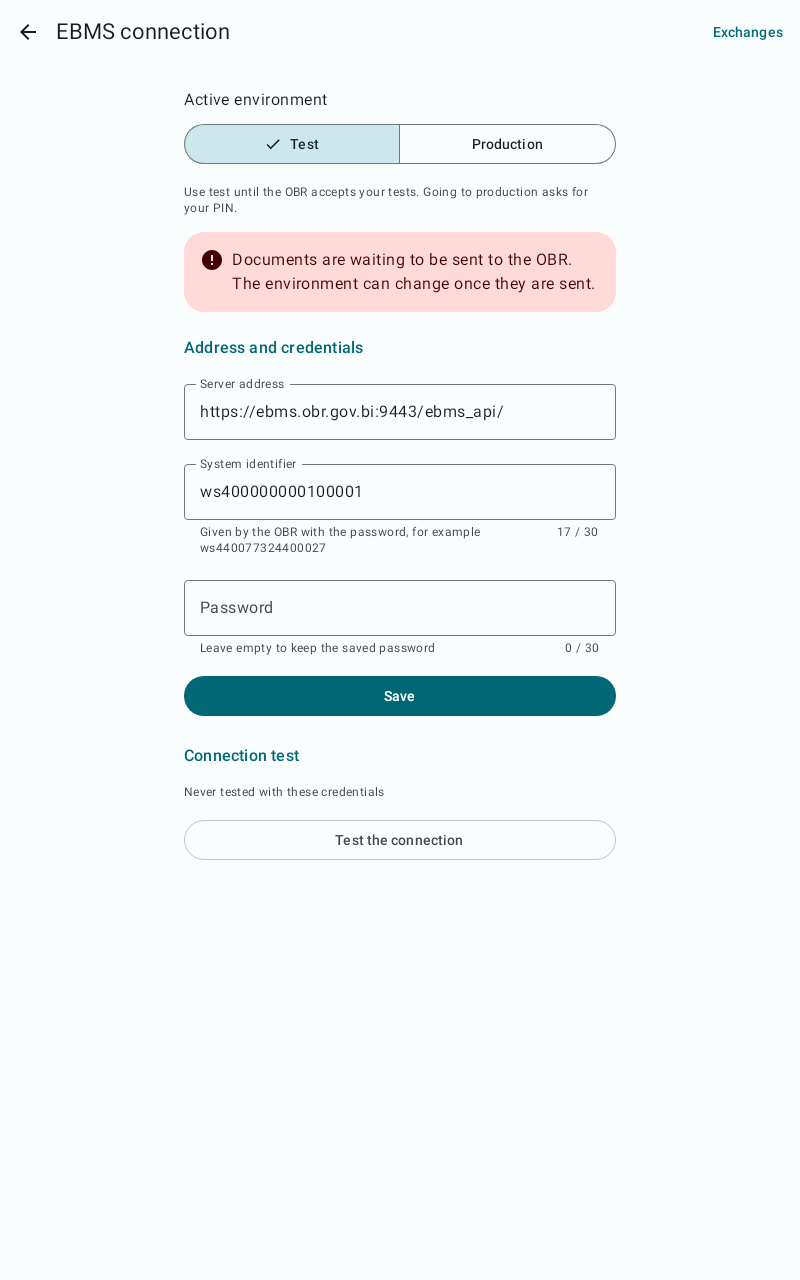 EBMS connection
Exchanges
Active environment
Test
Production
Use test until the OBR accepts your tests. Going to production asks for
your PIN.
Documents are waiting to be sent to the OBR.
The environment can change once they are sent.
Address and credentials
Server address
https://ebms.obr.gov.bi:9443/ebms_api/
System identifier
ws400000000100001
Given by the OBR with the password, for example
ws440077324400027
17 / 30
Password
Leave empty to keep the saved password
0 / 30
Save
Connection test
Never tested with these credentials
Test the connection